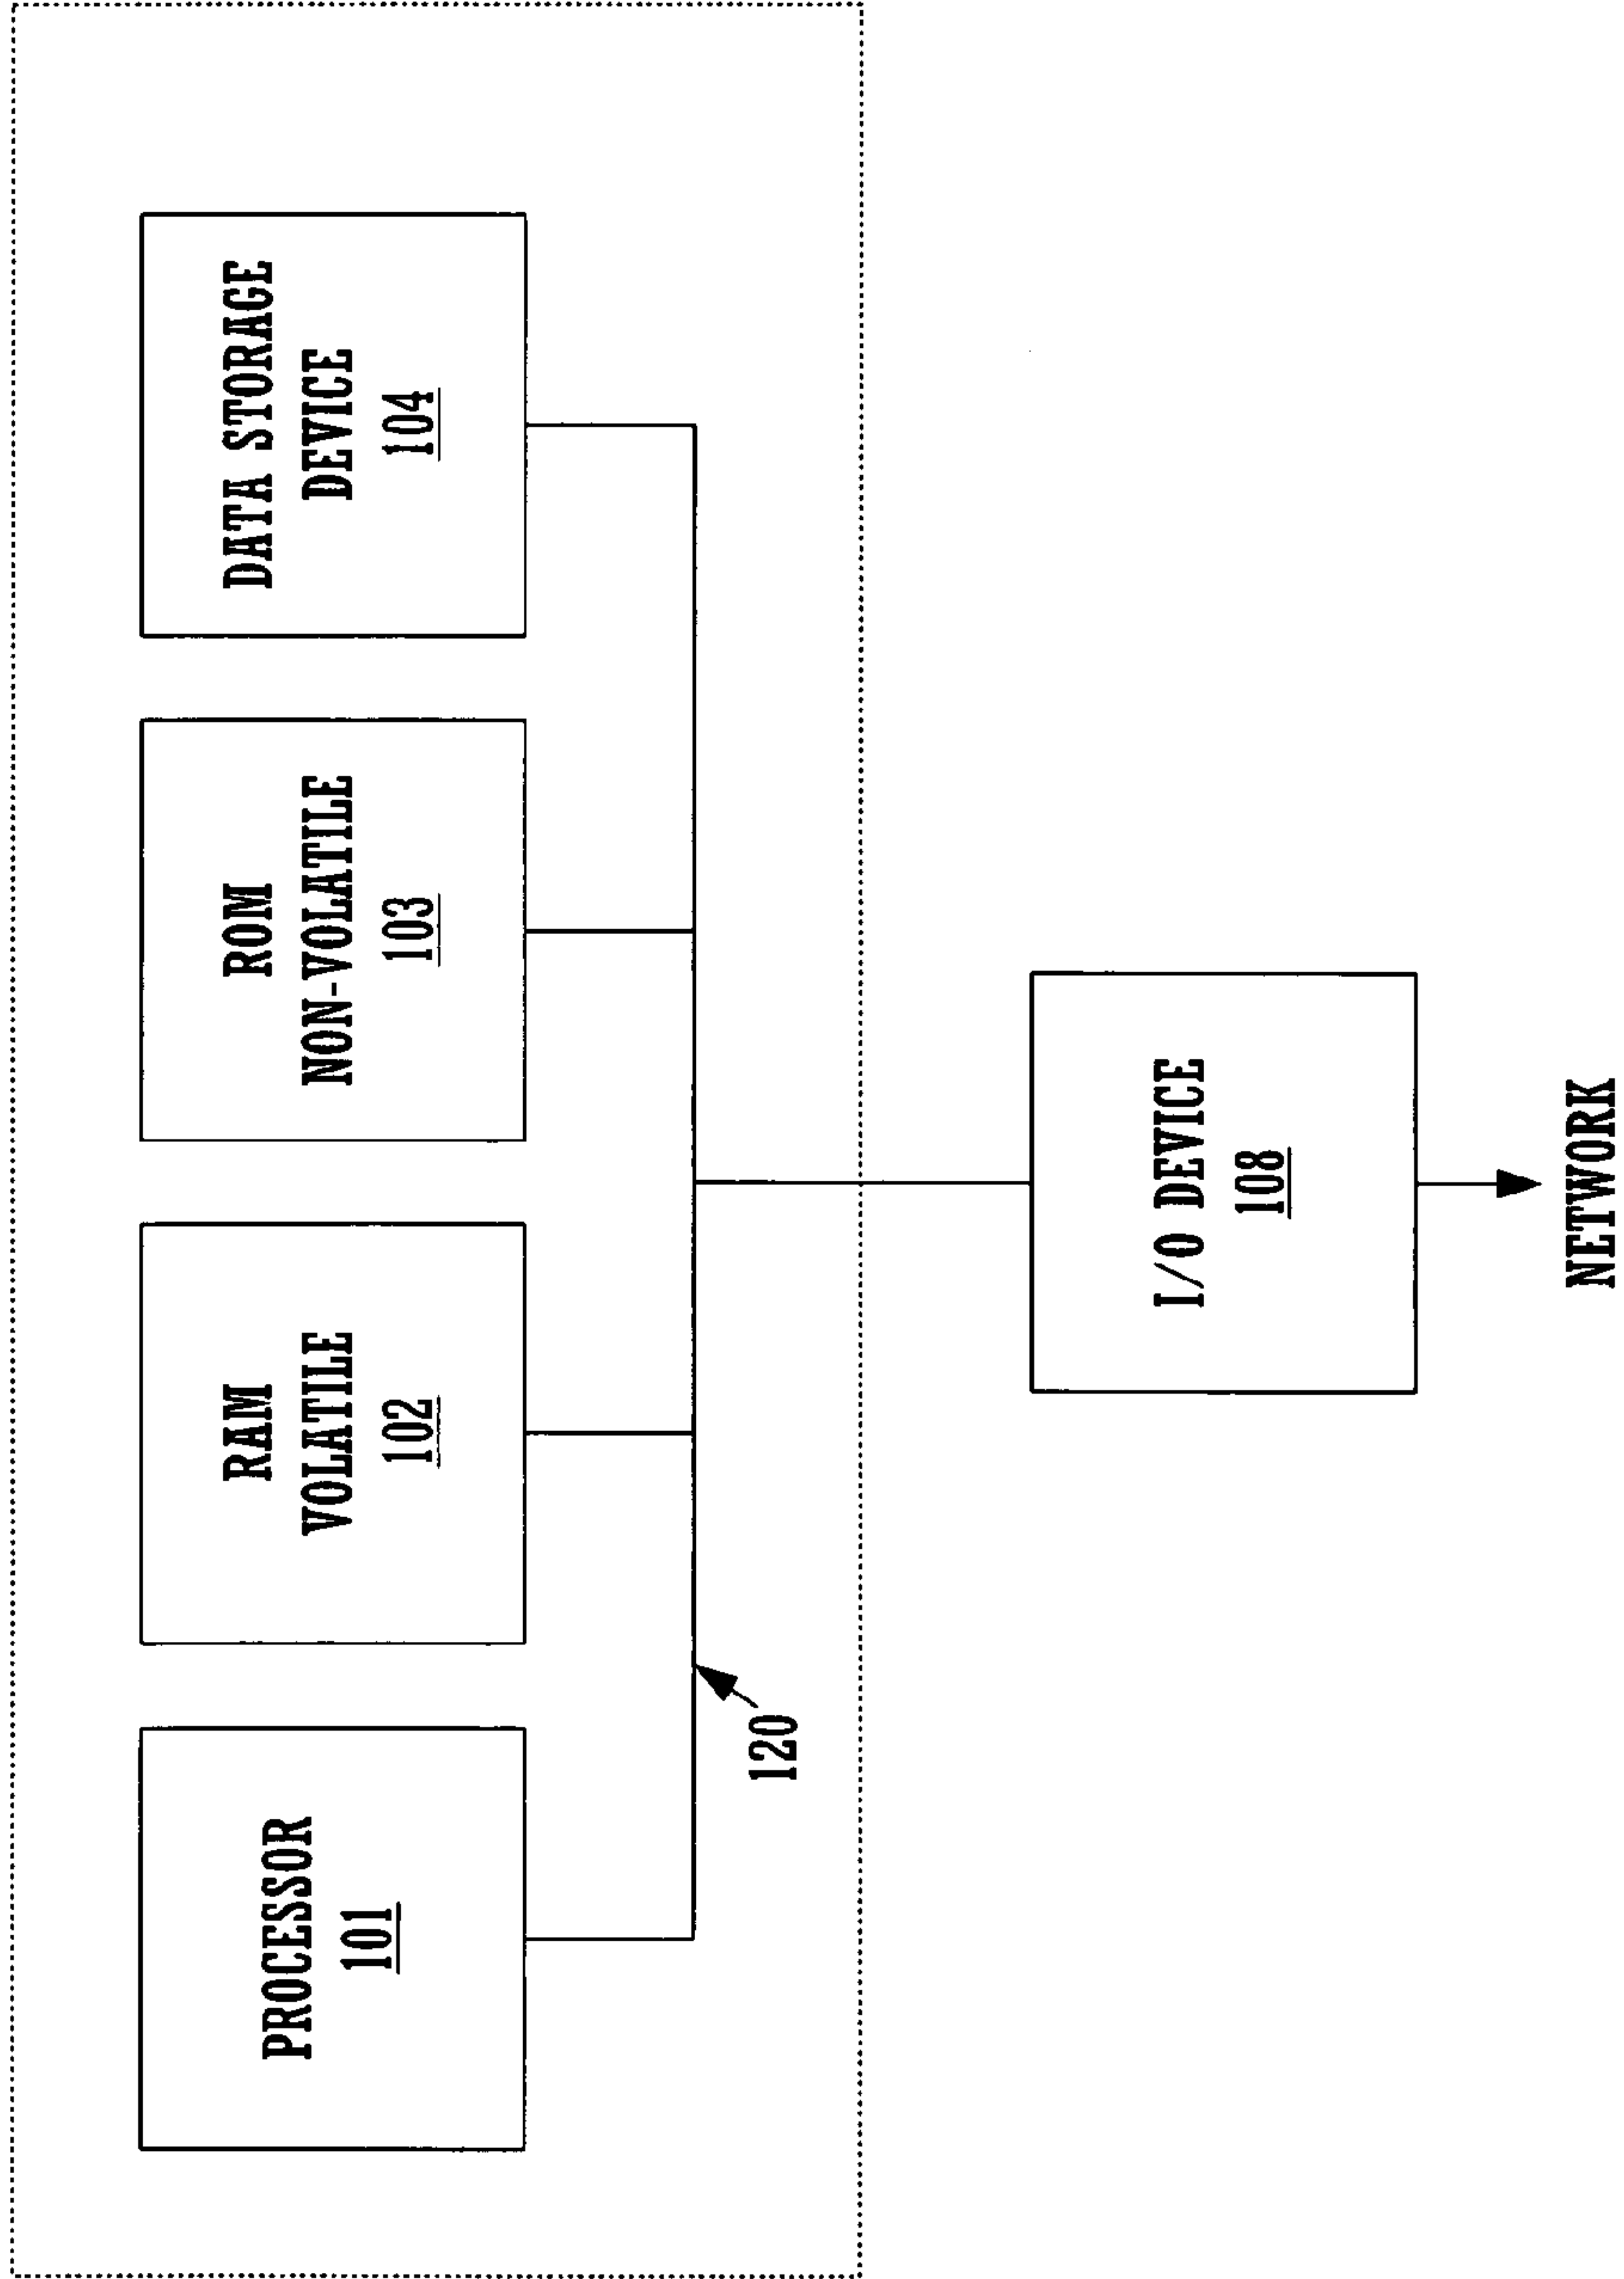 PROCESSOR
101
RAM
VOLATILE
102
ROM
NON-VOLATILE
103
DATA STORAGE
DEVICE
104
120
I/O DEVICE
108
NETWORK